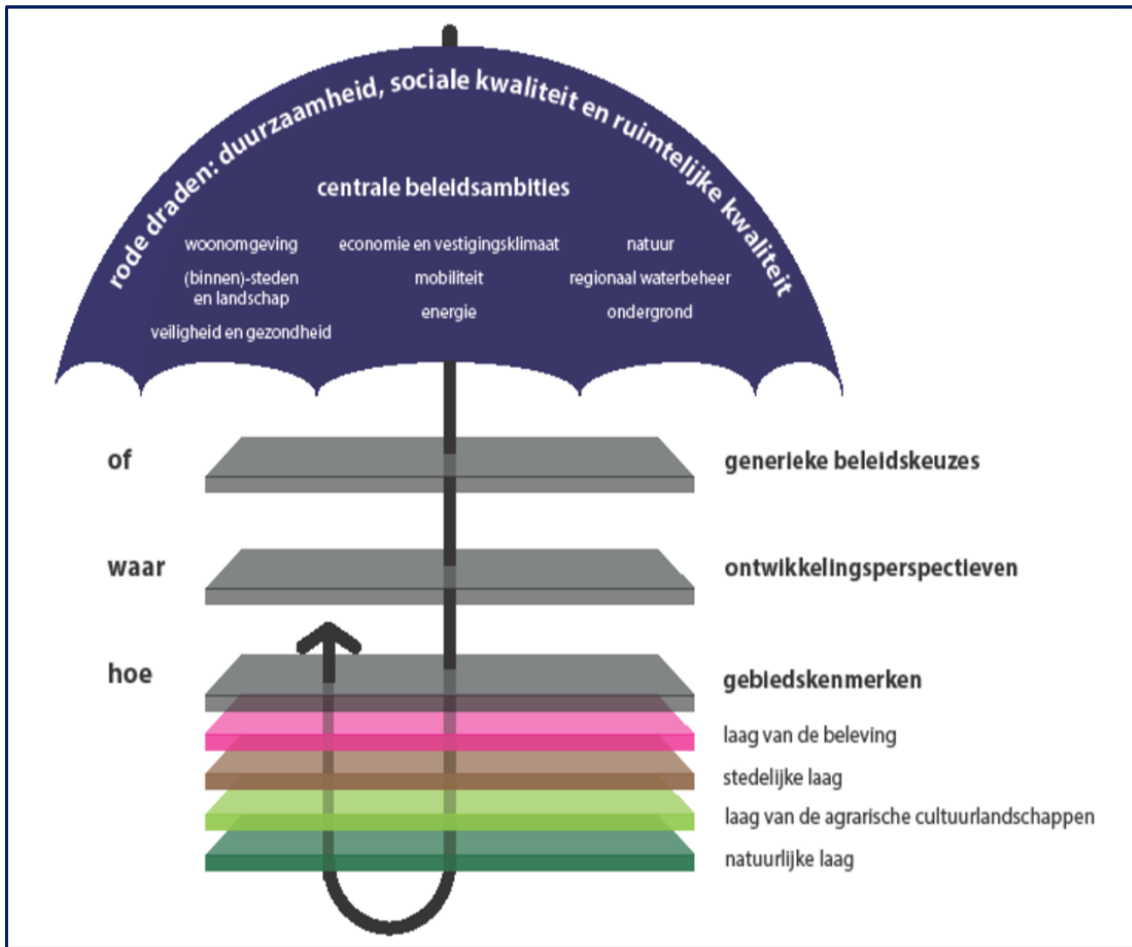 rode draden: duurzaamheid, sociale kwaliteit en ruimtelijke kwaliteit
centrale beleidsambities
woonomgeving
(binnen)-steden
en landschap
veiligheid en gezondheid
economie en vestigingsklimaat
mobiliteit
energie
natuur
regionaal waterbeheer
ondergrond
of
generieke beleidskeuzes
waar
ontwikkelingsperspectieven
hoe
gebiedskenmerken
laag van de beleving
stedelijke laag
laag van de agrarische cultuurlandschappen
natuurlijke laag